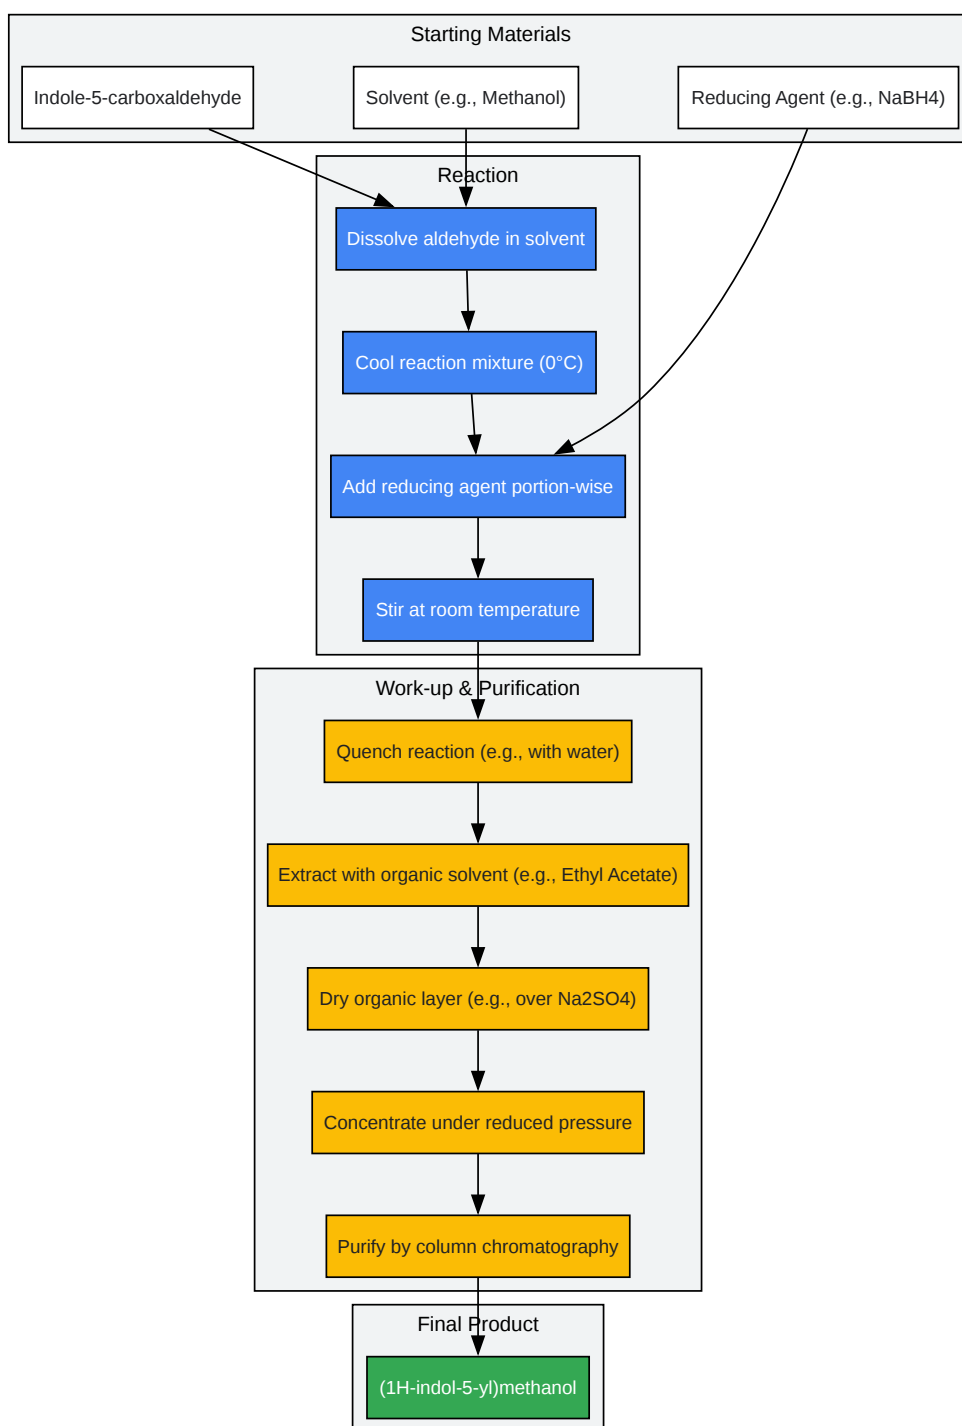 Starting Materials
Indole-5-carboxaldehyde
Solvent (e.g., Methanol)
Reducing Agent (e.g., NaBH4)
Reaction
Dissolve aldehyde in solvent
Cool reaction mixture (0°C)
Add reducing agent portion-wise
Stir at room temperature
Work-up & Purification
Quench reaction (e.g., with water)
Extract with organic solvent (e.g., Ethyl Acetate)
Dry organic layer (e.g., over Na2SO4)
Concentrate under reduced pressure
Purify by column chromatography
Final Product
(1H-indol-5-yl)methanol